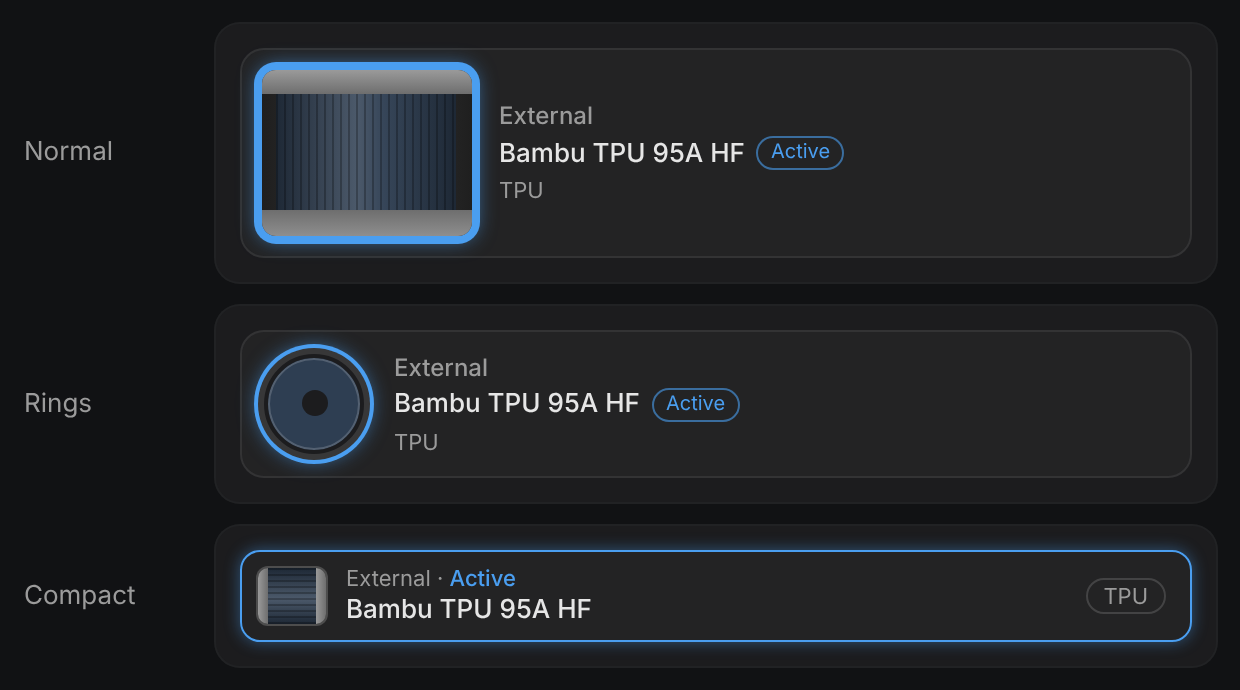 Normal
External
Bambu TPU 95A HF Active
TPU
Rings
External
Bambu TPU 95A HF Active
TPU
Compact
External · Active
Bambu TPU 95A HF
TPU